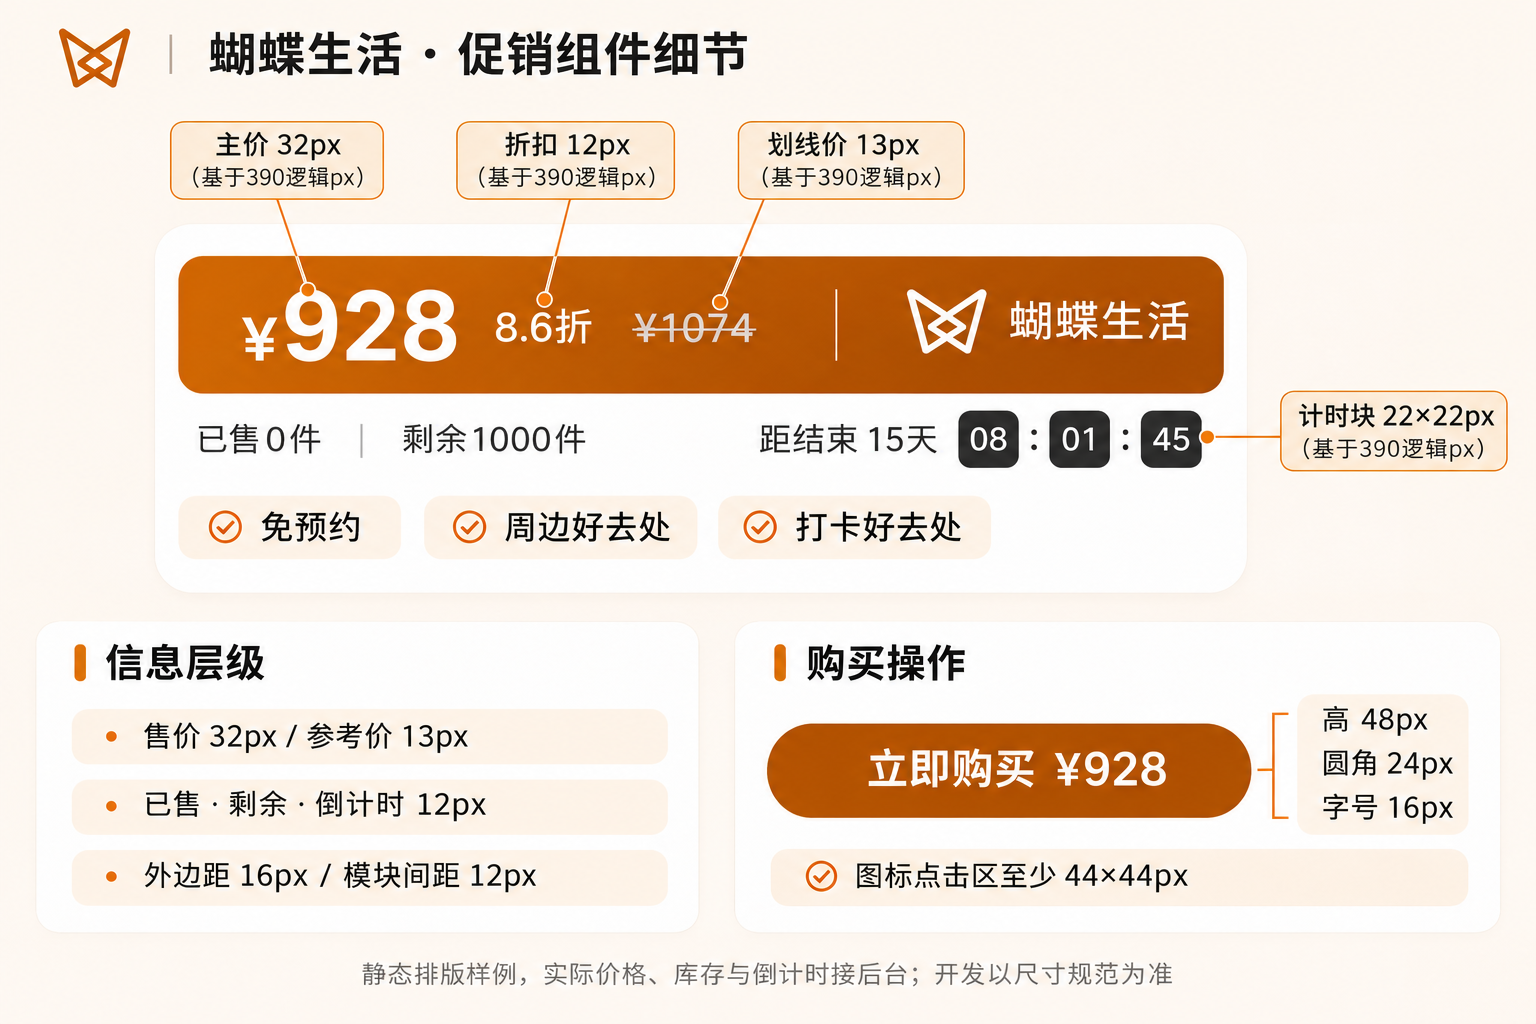 蝴蝶生活 · 促销组件细节
主价 32px
（基于390逻辑px）
折扣 12px
（基于390逻辑px）
划线价 13px
（基于390逻辑px）
¥928
8.6折
¥1074
蝴蝶生活
已售0件
剩余1000件
距结束 15天 08 : 01 : 45
计时块 22×22px
（基于390逻辑px）
免预约
周边好去处
打卡好去处
信息层级
• 售价 32px / 参考价 13px
• 已售 · 剩余 · 倒计时 12px
• 外边距 16px / 模块间距 12px
购买操作
立即购买 ¥928
高 48px
圆角 24px
字号 16px
图标点击区至少 44×44px
静态排版样例，实际价格、库存与倒计时接后台；开发以尺寸规范为准